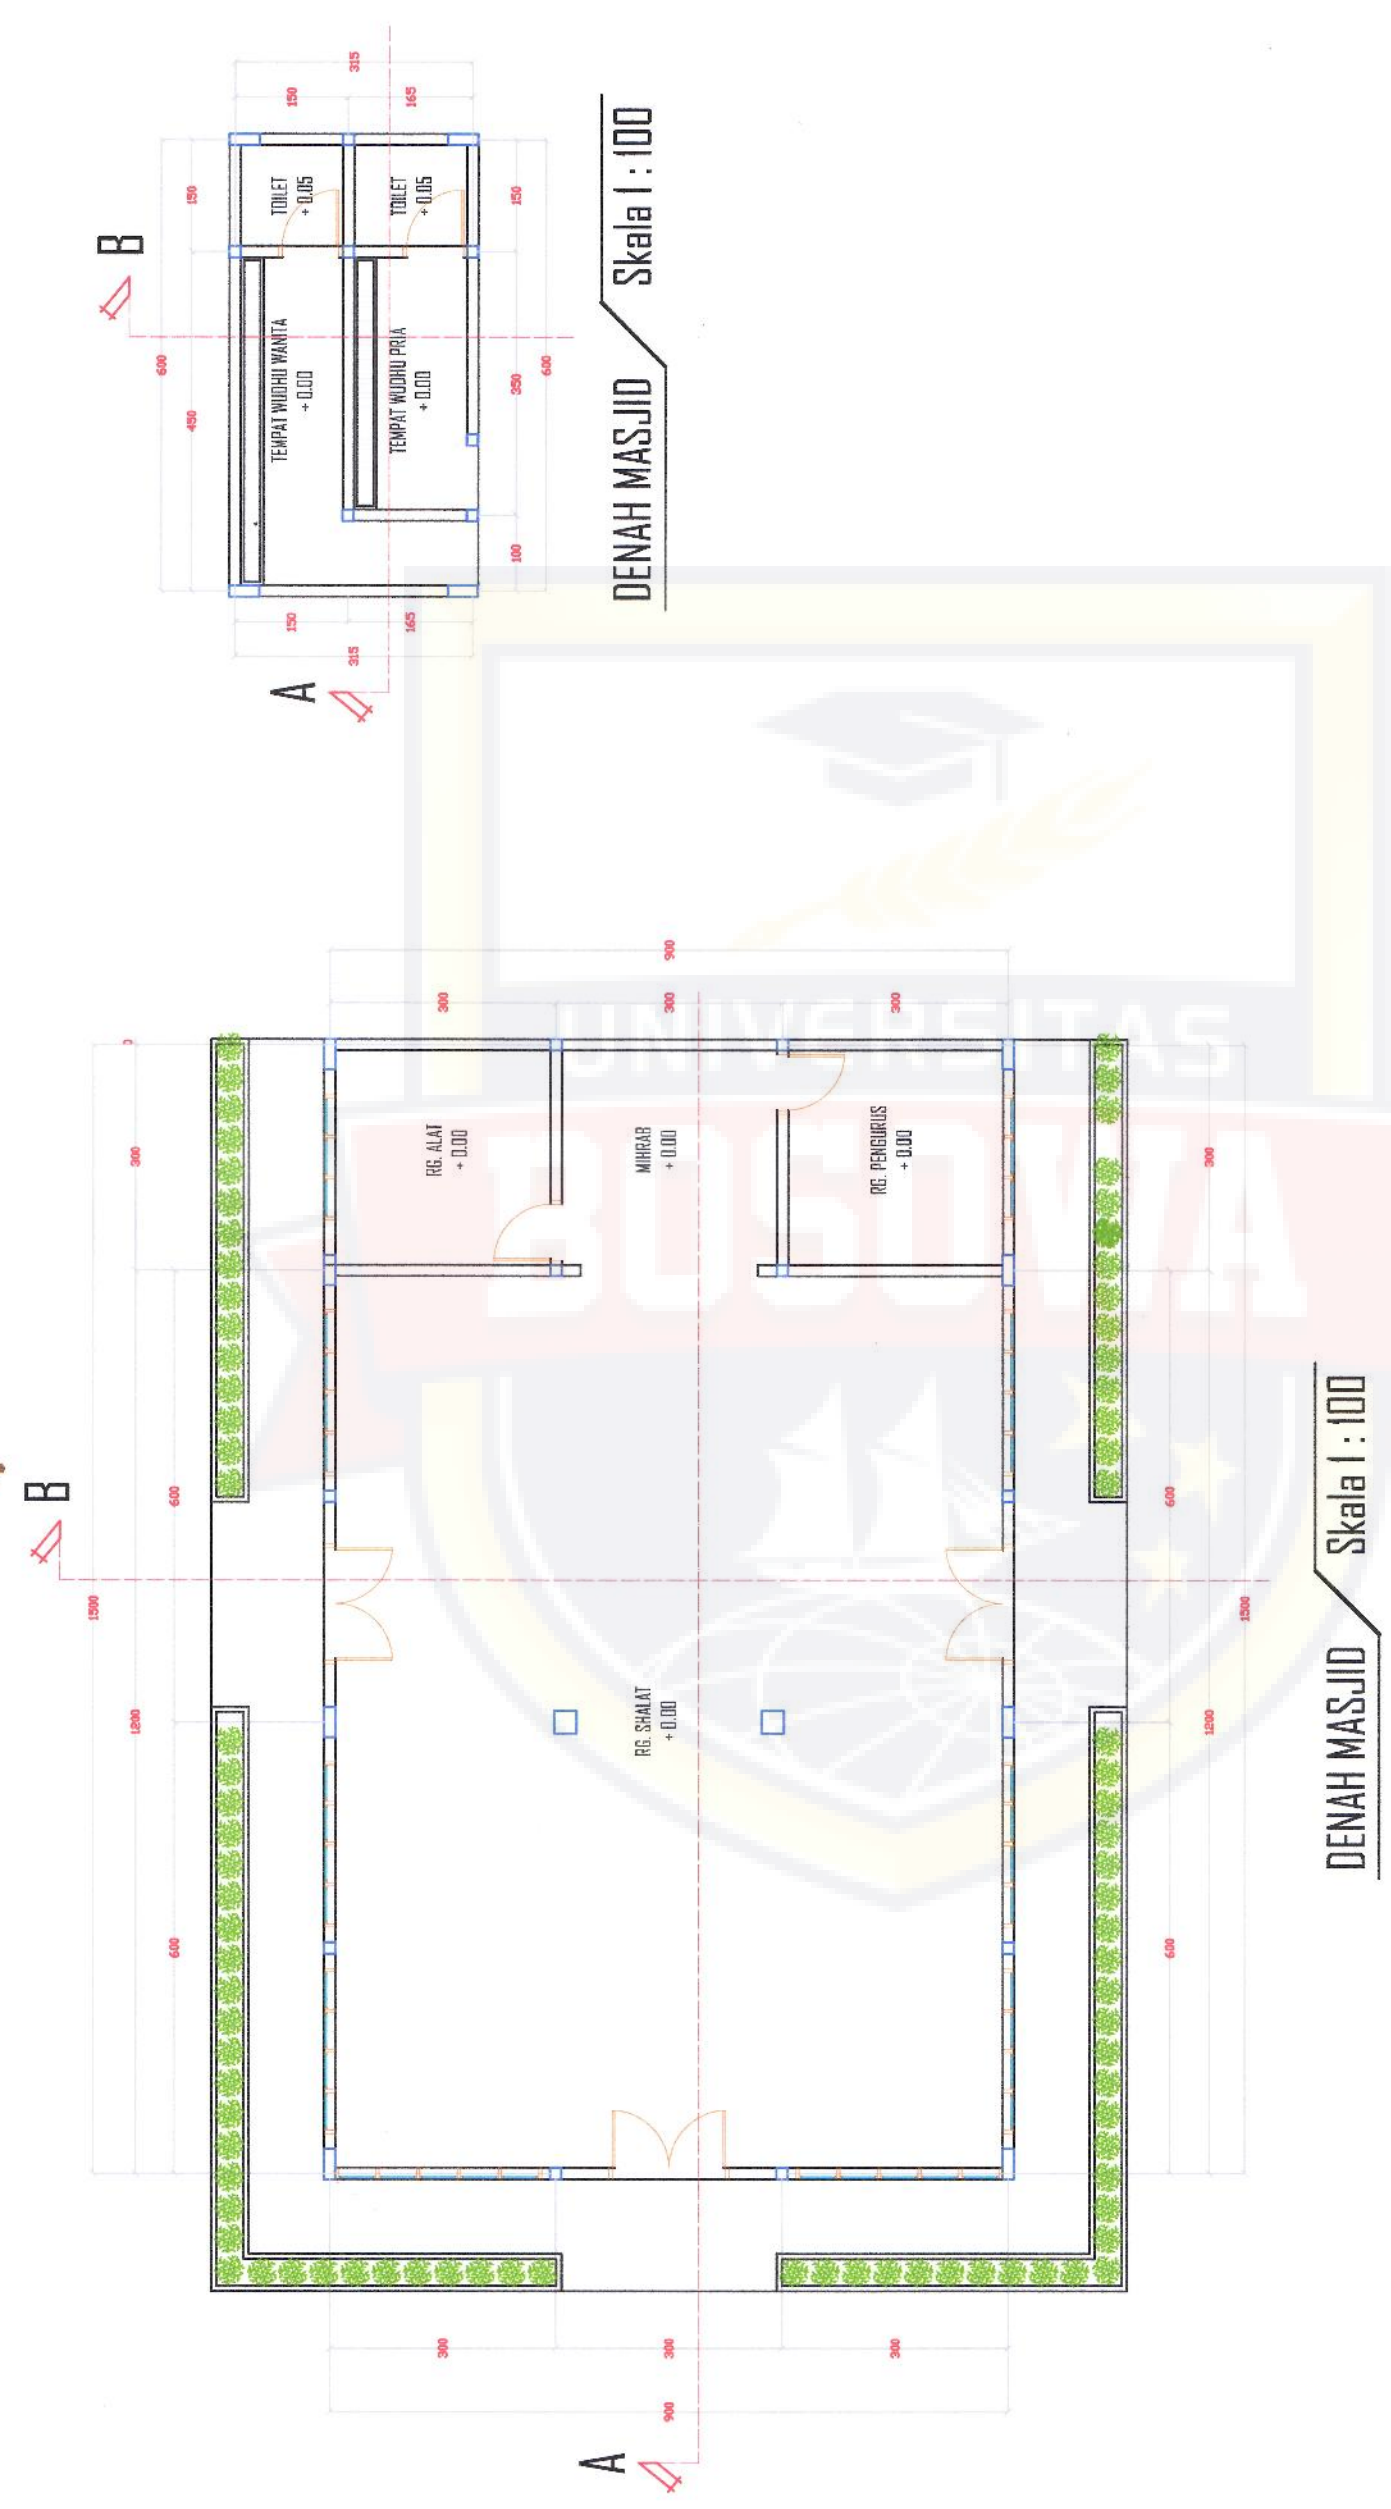 B
315
150
165
150
150
TOILET
+ 0.05
TOILET
+ 0.05
600
450
TEMPAT WUDHU WANITA
+ 0.00
TEMPAT WUDHU PRIA
+ 0.00
350
600
100
150
165
315
A
DENAH MASJID Skala 1 : 100
900
300
300
300
0
300
RG. ALAT
+ 0.00
MIHRAB
+ 0.00
RG. PENGURUS
+ 0.00
300
B
600
600
1500
1500
1200
RG. SHALAT
+ 0.00
1200
600
600
300
300
300
900
A
DENAH MASJID Skala 1 : 100
UNIVERSITAS
BOSOWA